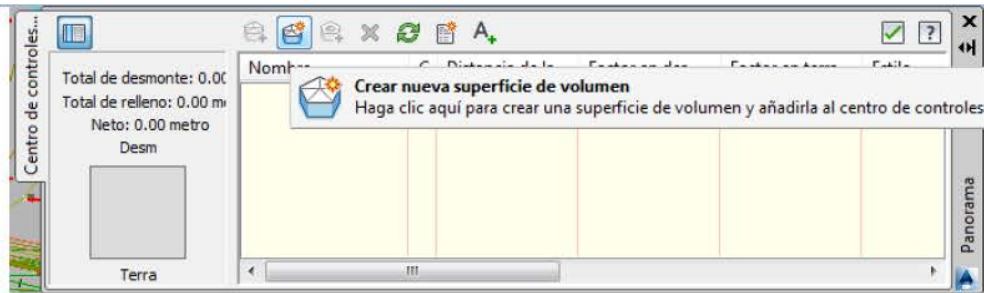 Centro de controles...
Total de desmonte: 0.00
Total de relleno: 0.00 m
Neto: 0.00 metro
Desm
Terra
A
?
Nombre
Crear nueva superficie de volumen
Haga clic aquí para crear una superficie de volumen y añadirla al centro de controles
Panorama